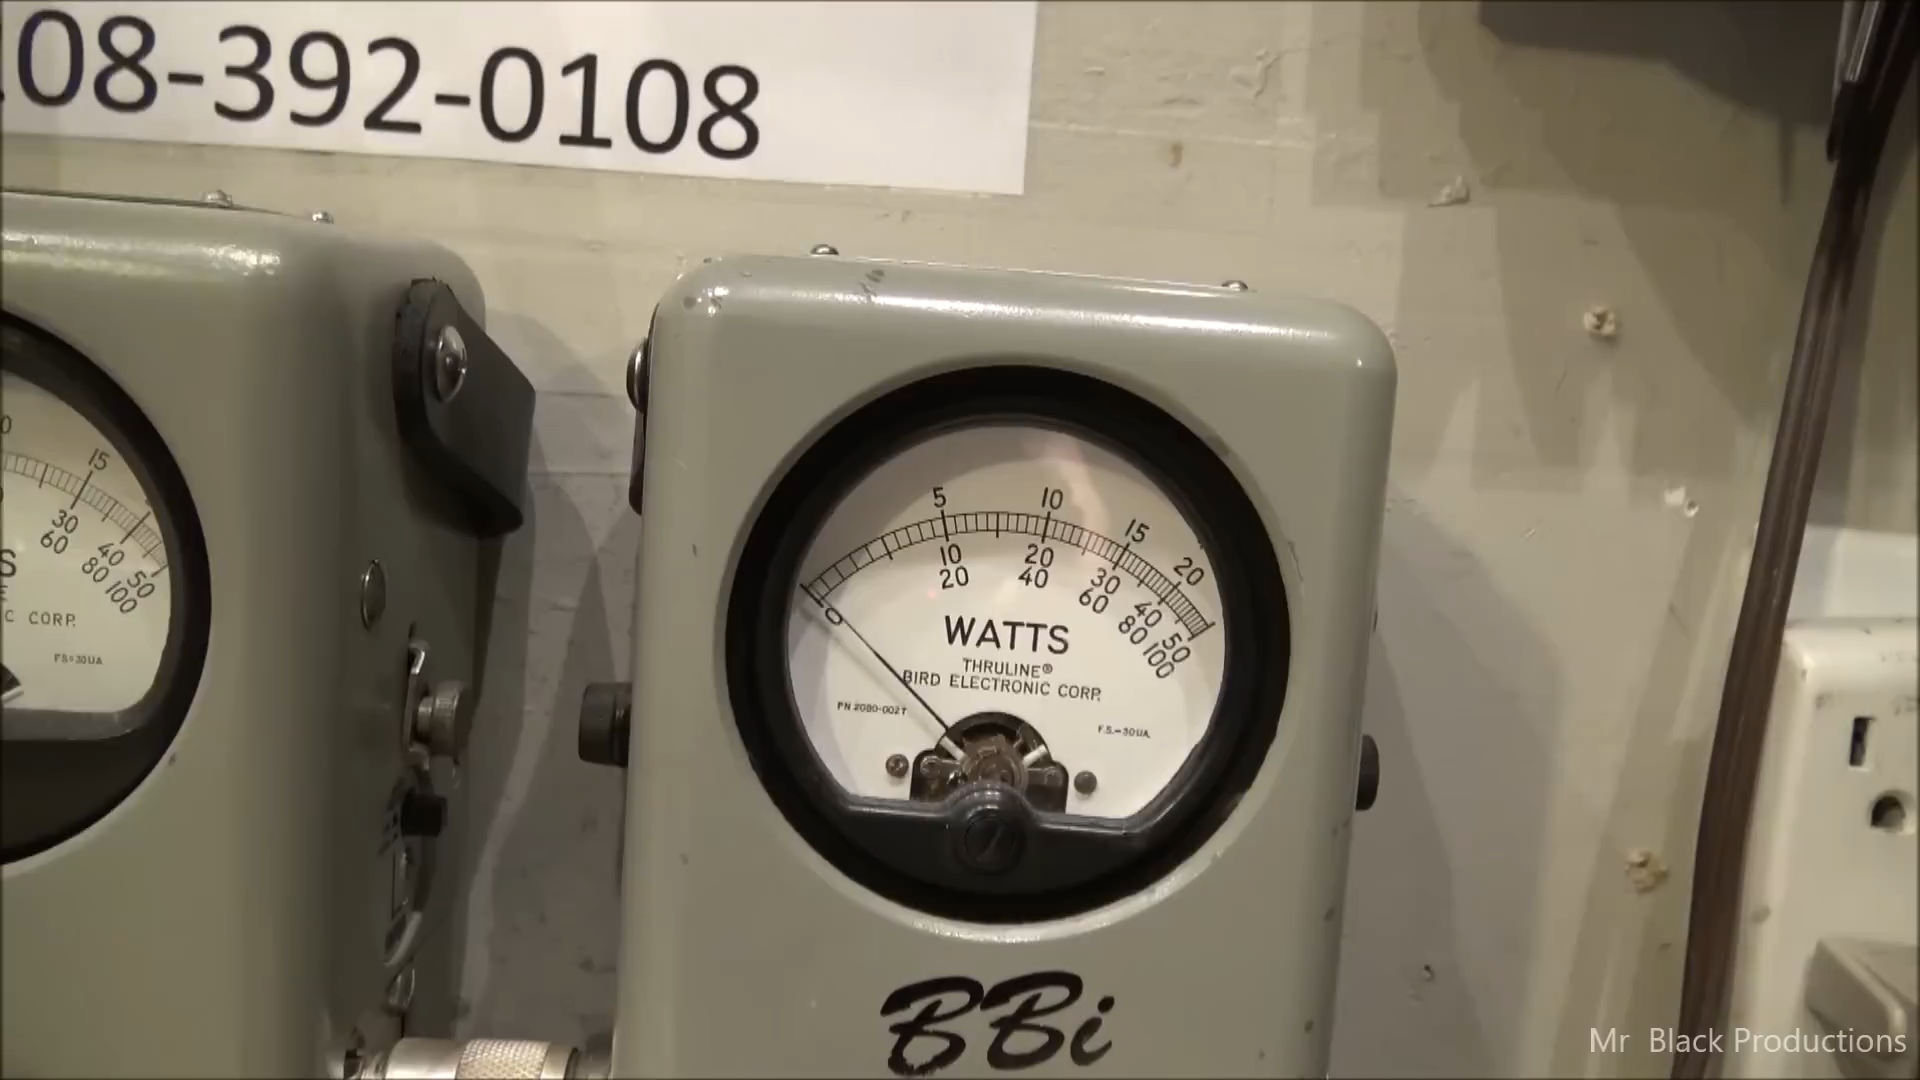 08-392-0108
15
30 40 50
60 80 100
C CORP.
FS=30UA
5 10 15 20
10 20 30 40 50
20 40 60 80 100
0
WATTS
THRULINE®
BIRD ELECTRONIC CORP.
PN 2080-002T
F.S.=30UA.
BBi
Mr Black Productions